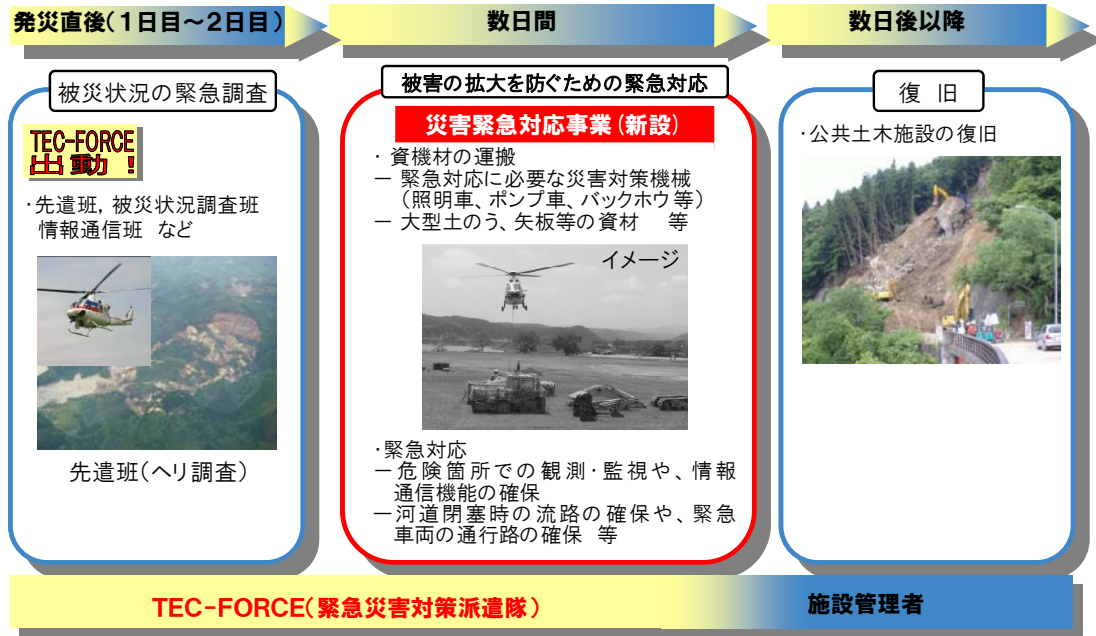 発災直後(1日目～2日目)
数日間
数日後以降
被災状況の緊急調査
TEC-FORCE
出動！
・先遣班，被災状況調査班
情報通信班 など
先遣班(ヘリ調査)
被害の拡大を防ぐための緊急対応
災害緊急対応事業(新設)
・資機材の運搬
－ 緊急対応に必要な災害対策機械
(照明車、ポンプ車、バックホウ等)
－ 大型土のう、矢板等の資材 等
イメージ
・緊急対応
－危険箇所での観測・監視や、情報
通信機能の確保
－河道閉塞時の流路の確保や、緊急
車両の通行路の確保 等
復 旧
・公共土木施設の復旧
TEC-FORCE(緊急災害対策派遣隊)
施設管理者